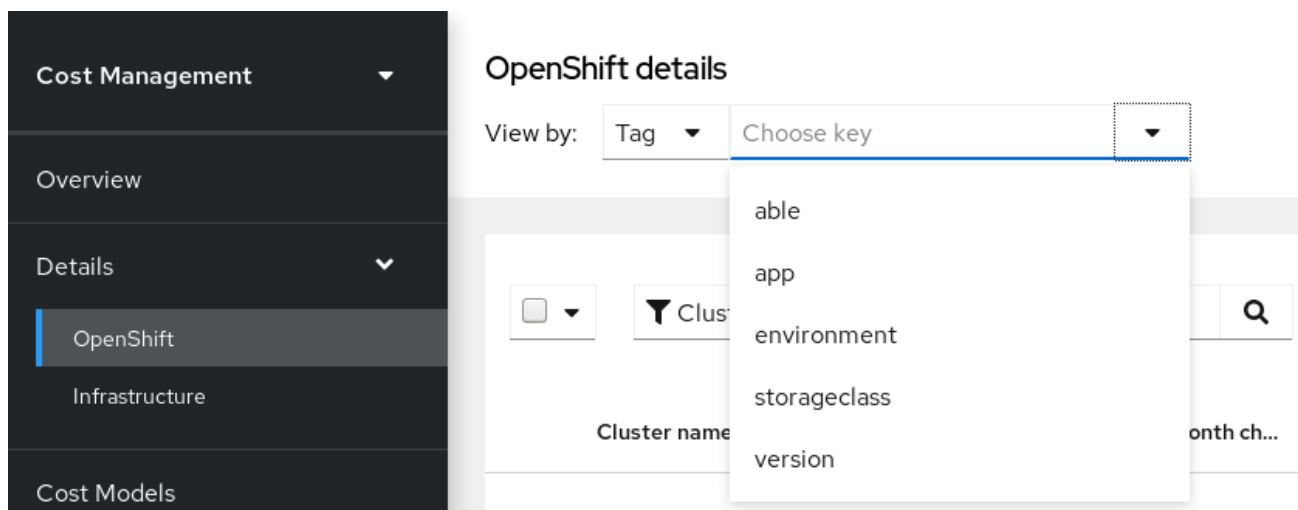 Cost Management
Overview
Details
OpenShift
Infrastructure
Cost Models
OpenShift details
View by: Tag Choose key
able
app
environment
storageclass
version
Clus
Cluster name
onth ch...